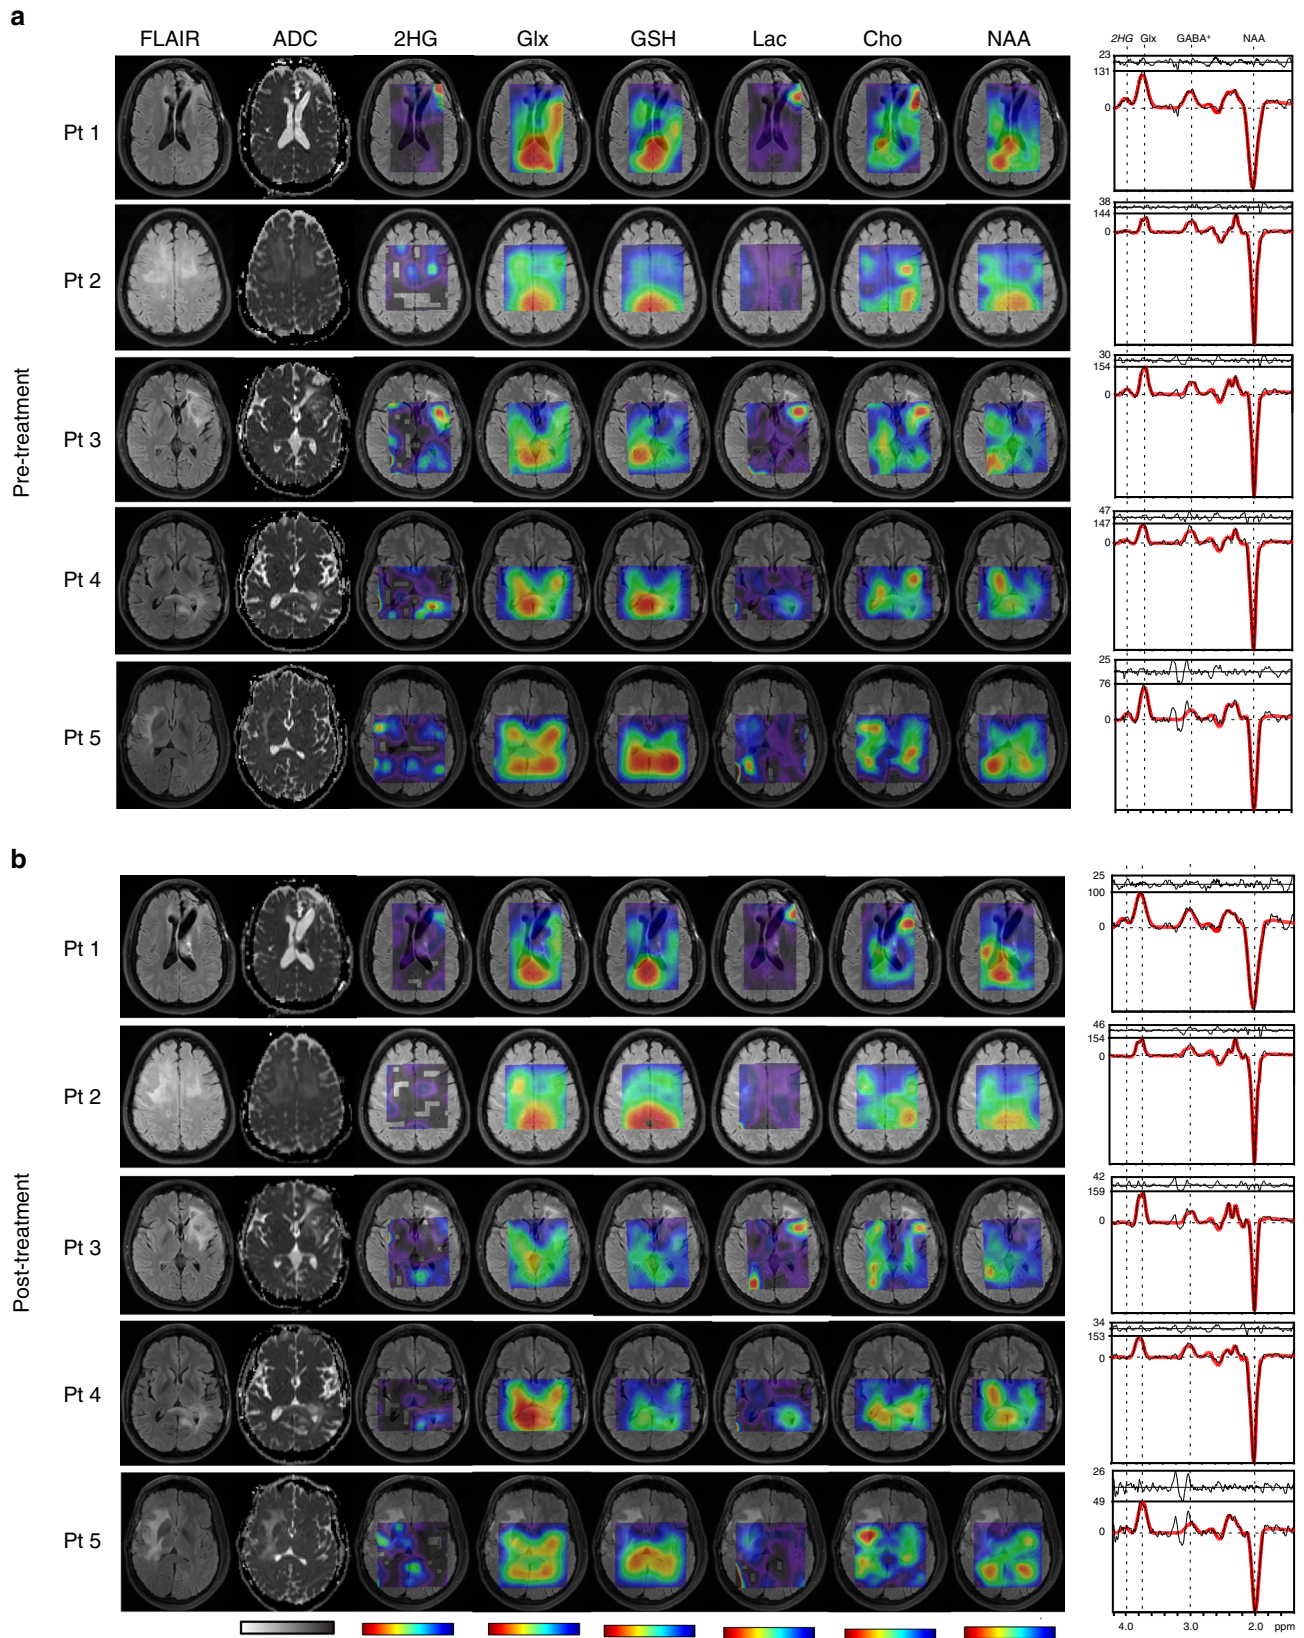 a
FLAIR ADC 2HG Glx GSH Lac Cho NAA
2HG Glx GABA+ NAA
Pre-treatment
Pt 1
23
131
0
Pt 2
38
144
0
Pt 3
30
154
0
Pt 4
47
147
0
Pt 5
25
76
0
b
Post-treatment
Pt 1
25
100
0
Pt 2
46
154
0
Pt 3
42
159
0
Pt 4
34
153
0
Pt 5
26
49
0
4.0 3.0 2.0 ppm